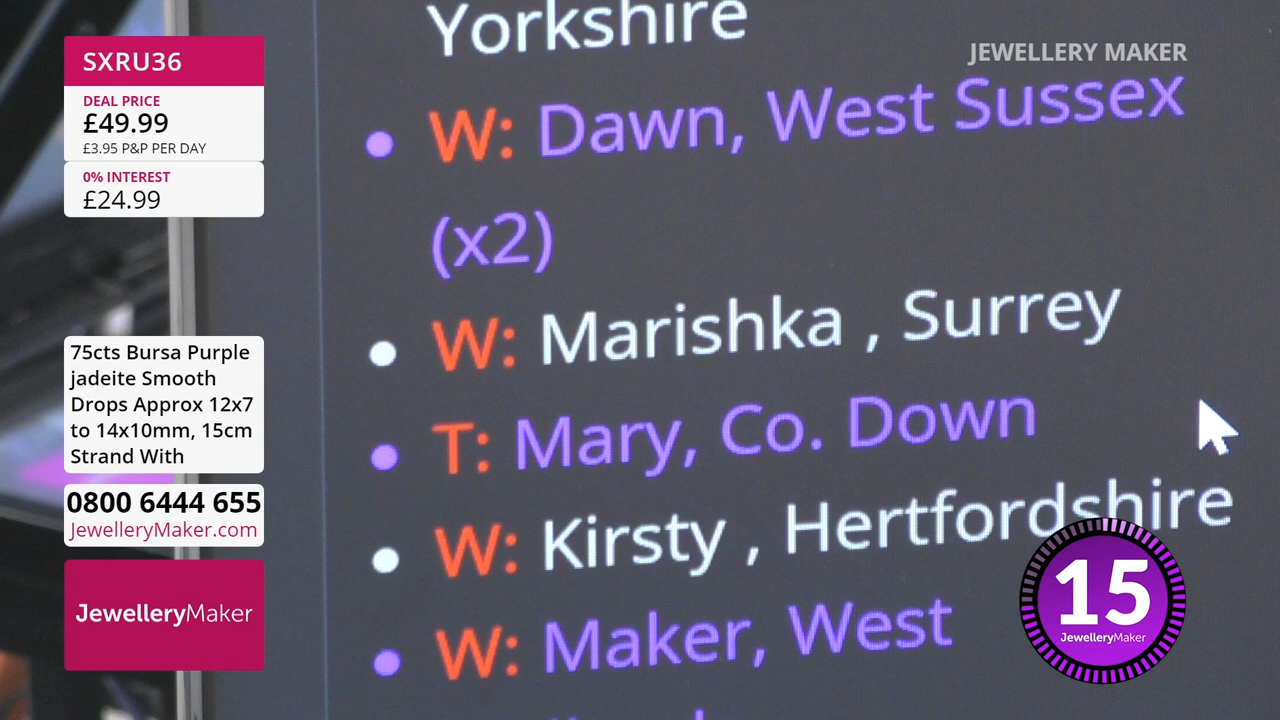 SXRU36
DEAL PRICE
£49.99
£3.95 P&P PER DAY
0% INTEREST
£24.99
75cts Bursa Purple
jadeite Smooth
Drops Approx 12x7
to 14x10mm, 15cm
Strand With
0800 6444 655
JewelleryMaker.com
JewelleryMaker
JEWELLERY MAKER
Yorkshire
W: Dawn, West Sussex
(x2)
W: Marishka , Surrey
T: Mary, Co. Down
W: Kirsty , Hertfordshire
W: Maker, West
15
JewelleryMaker